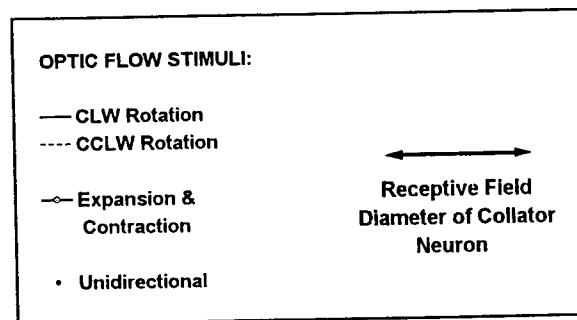 OPTIC FLOW STIMULI:
CLW Rotation
CCLW Rotation
Expansion &
Contraction
Unidirectional
Receptive Field
Diameter of Collator
Neuron